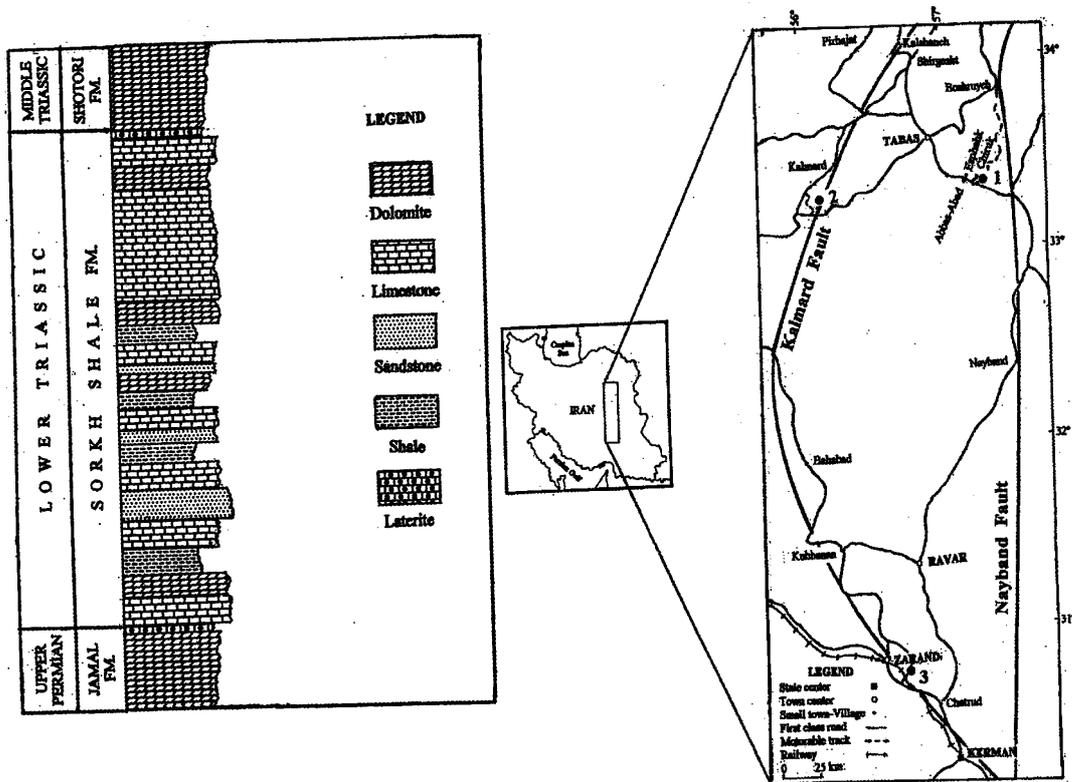 MIDDLE
TRIASSIC
SHOTORI
FM.
LOWER TRIASSIC
SORKH SHALE FM.
UPPER
PERMIAN
JAMAL
FM.
LEGEND
Dolomite
Limestone
Sandstone
Shale
Laterite
Caspian
Sea
IRAN
Persian Gulf
56°
57°
34°
33°
32°
31°
Pirhajat
Kalshaneh
Shirgesht
Boshruyeh
TABAS
Kalmard
Chiruk
1
Abbas-Abad
2
Kalmard Fault
Nayband
Bahabad
Kuhbanan
RAVAR
Nayband Fault
ZARAND
3
Chatrud
KERMAN
LEGEND
State center
Town center
Small town-Village
First class road
Motorable track
Railway
0 25 km